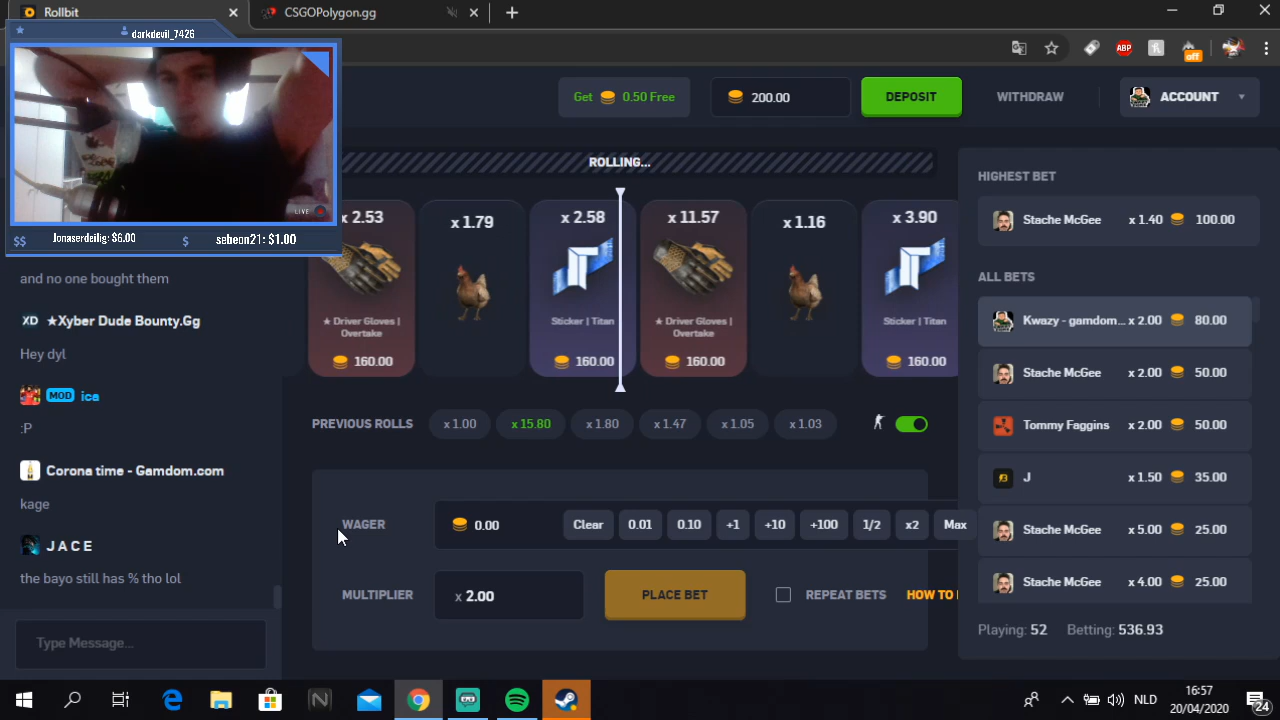 Rollbit
CSGOPolygon.gg
darkdevil_7426
LIVE
$$ Jonaserdeilig: $6.00
$ sebeon21: $1.00
ABP
off
Get 0.50 Free
200.00
DEPOSIT
WITHDRAW
ACCOUNT
ROLLING...
x 2.53
★ Driver Gloves |
Overtake
160.00
x 1.79
x 2.58
Sticker | Titan
160.00
x 11.57
★ Driver Gloves |
Overtake
160.00
x 1.16
x 3.90
Sticker | Titan
160.00
PREVIOUS ROLLS
x 1.00
x 15.80
x 1.80
x 1.47
x 1.05
x 1.03
WAGER
0.00
Clear
0.01
0.10
+1
+10
+100
1/2
x2
Max
MULTIPLIER
x 2.00
PLACE BET
REPEAT BETS
HOW TO
HIGHEST BET
Stache McGee x 1.40 100.00
ALL BETS
Kwazy - gamdom... x 2.00 80.00
Stache McGee x 2.00 50.00
Tommy Faggins x 2.00 50.00
J x 1.50 35.00
Stache McGee x 5.00 25.00
Stache McGee x 4.00 25.00
Playing: 52 Betting: 536.93
and no one bought them
XD ★Xyber Dude Bounty.Gg
Hey dyl
MOD ica
:P
Corona time - Gamdom.com
kage
J A C E
the bayo still has % tho lol
Type Message...
NLD
16:57
20/04/2020
24